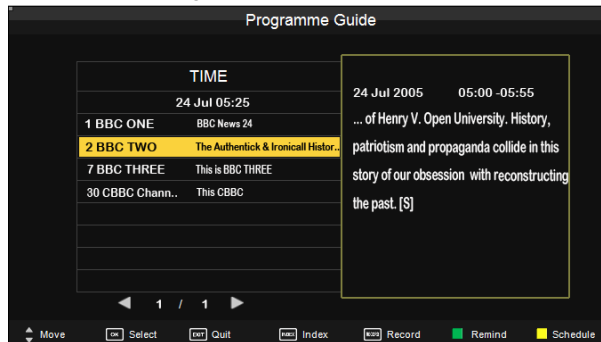 Programme Guide
TIME
24 Jul 05:25
1 BBC ONE BBC News 24
2 BBC TWO The Authentick & Ironicall Histor..
7 BBC THREE This is BBC THREE
30 CBBC Chann.. This CBBC
1 / 1
24 Jul 2005 05:00 -05:55
... of Henry V. Open University. History,
patriotism and propaganda collide in this
story of our obsession with reconstructing
the past. [S]
Move OK Select EXIT Quit INDEX Index Record Remind Schedule